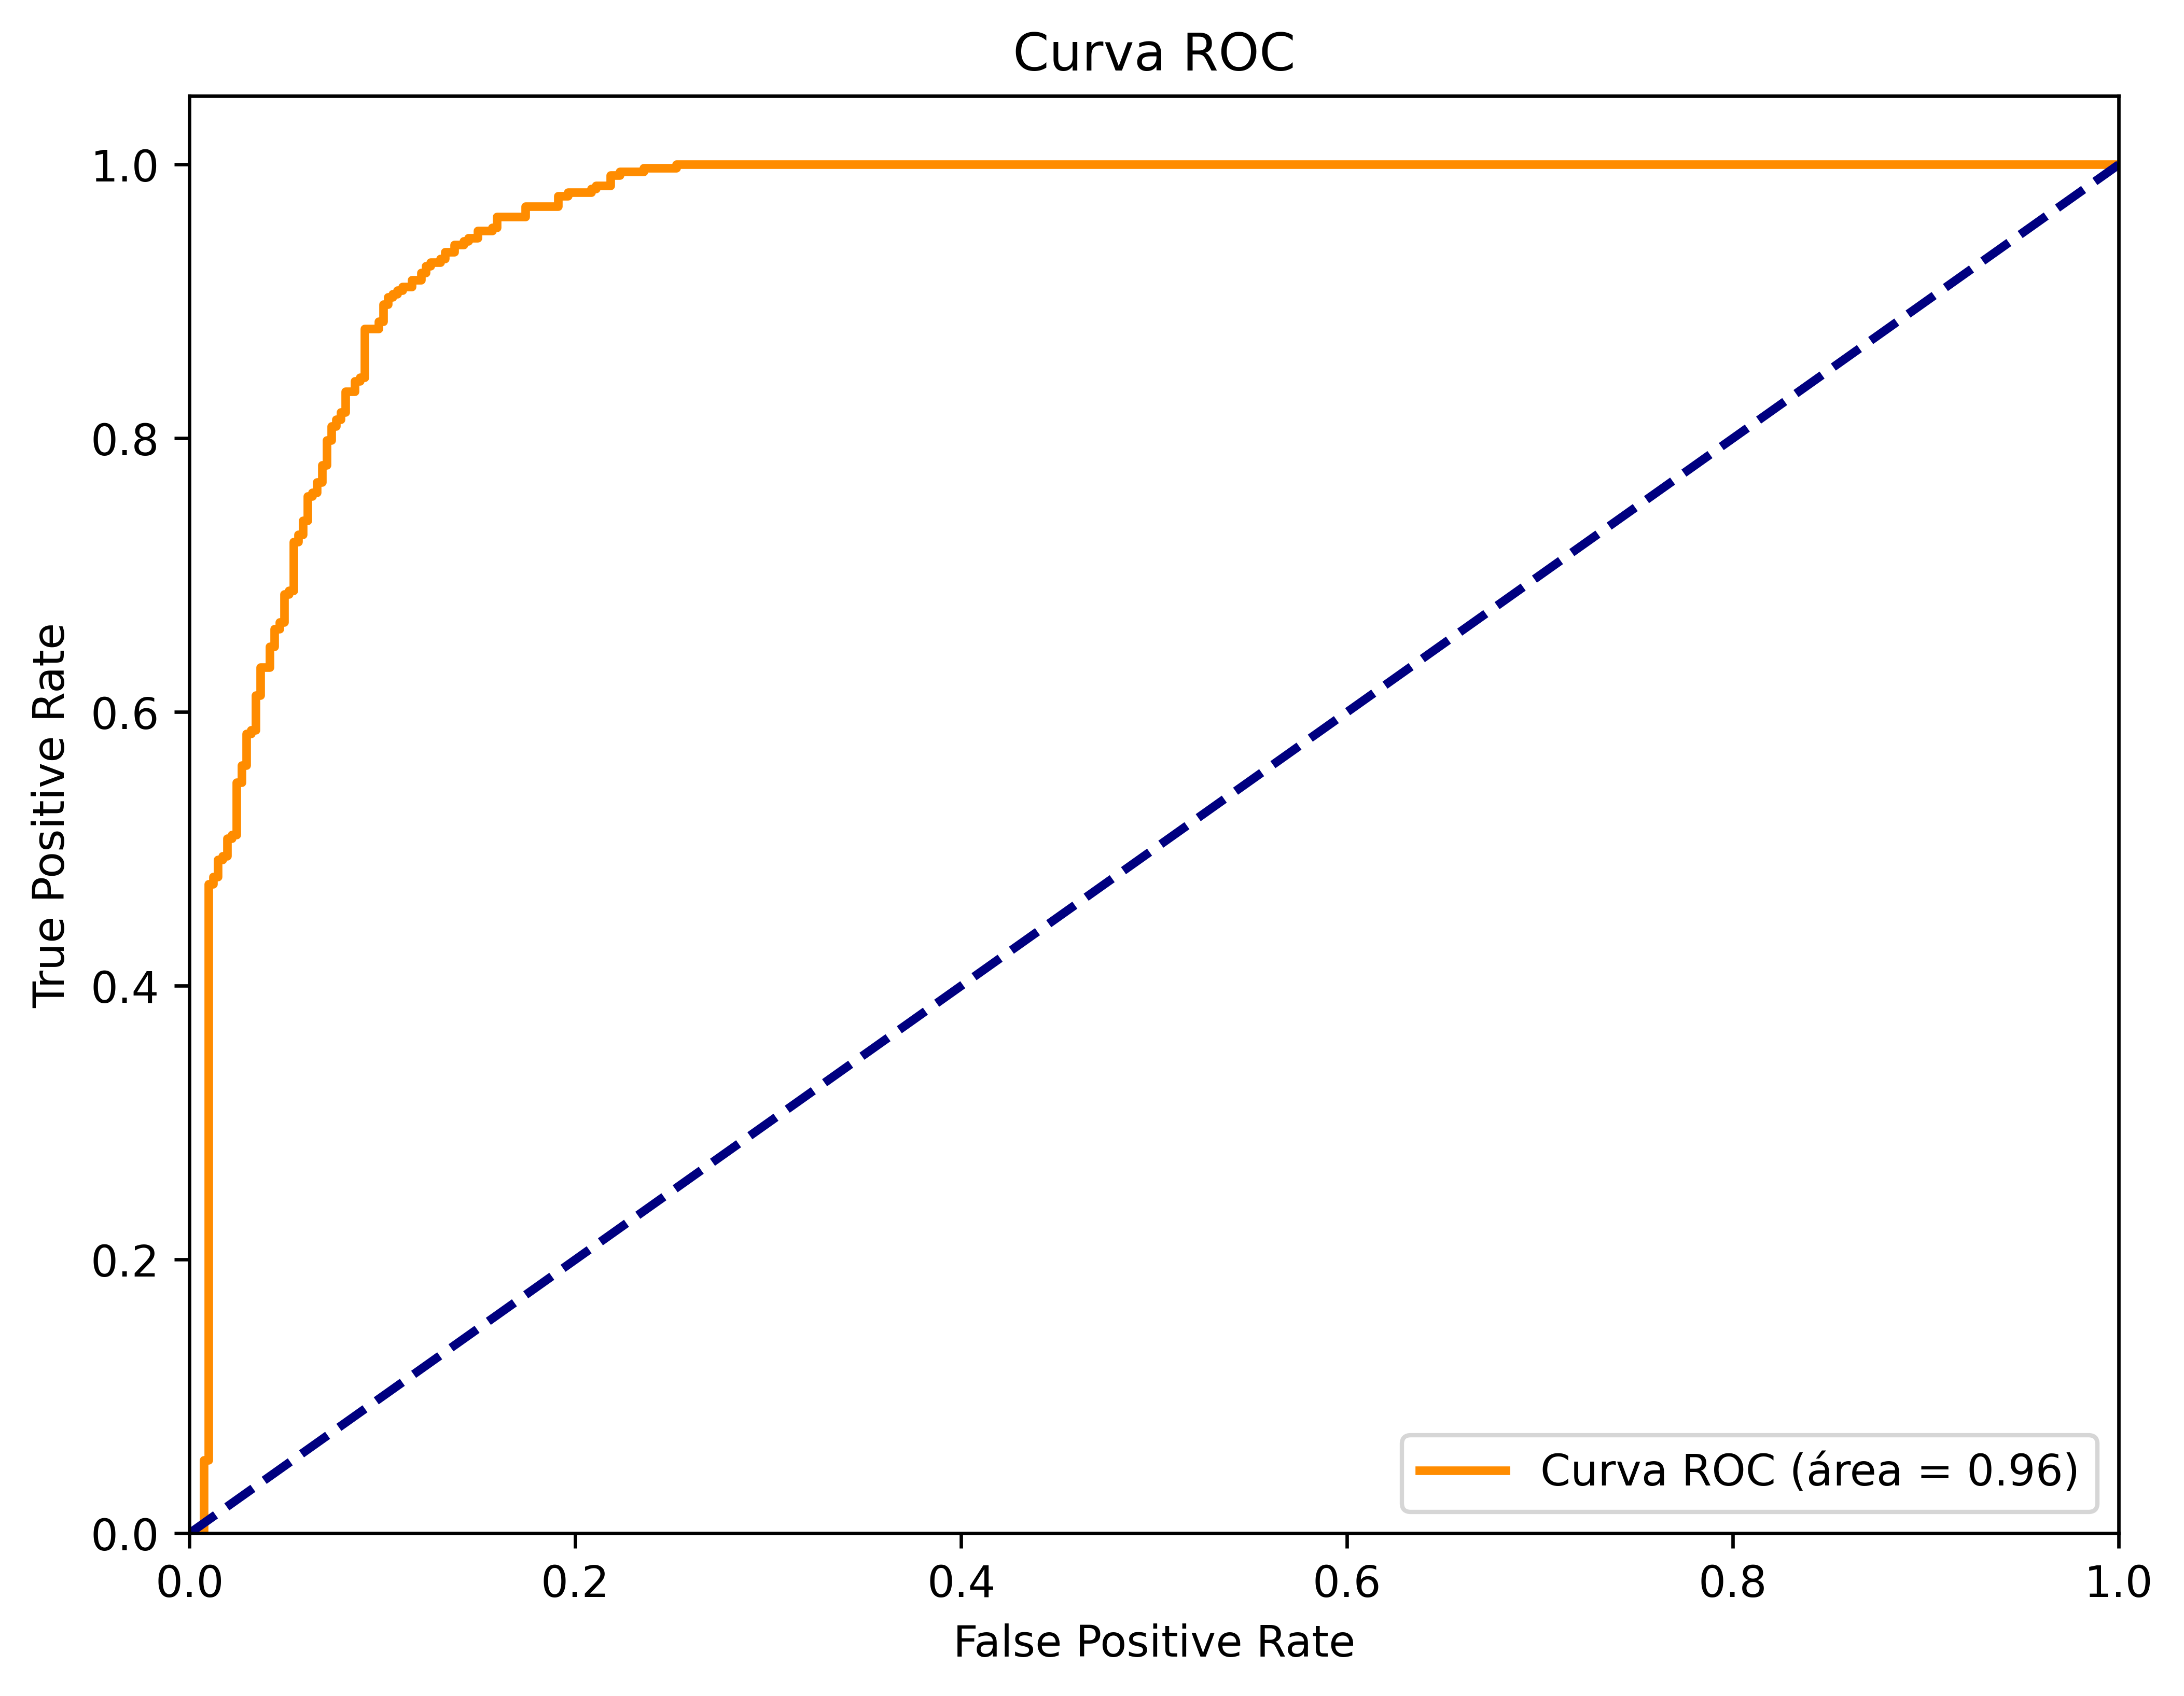 Curva ROC
True Positive Rate
1.0
0.8
0.6
0.4
0.2
0.0
Curva ROC (área = 0.96)
0.0 0.2 0.4 0.6 0.8 1.0
False Positive Rate